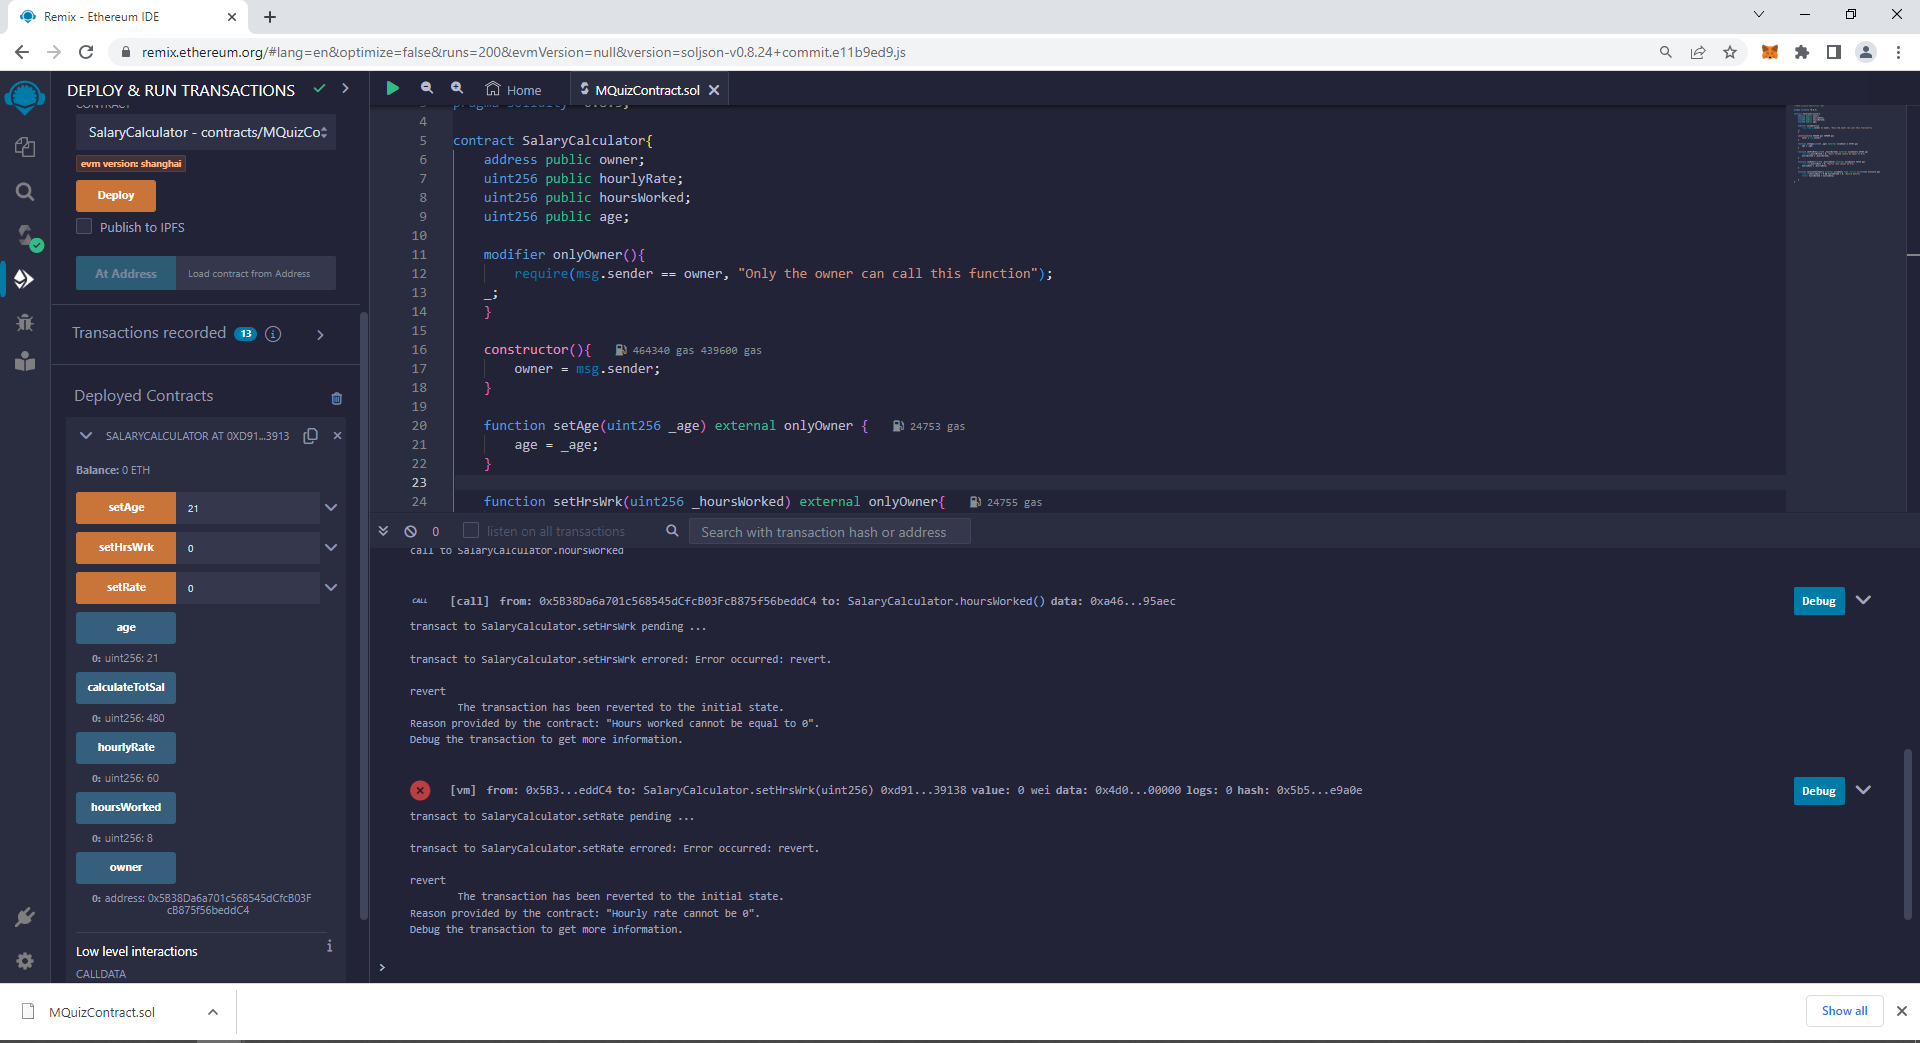 Remix - Ethereum IDE
remix.ethereum.org/#lang=en&optimize=false&runs=200&evmVersion=null&version=soljson-v0.8.24+commit.e11b9ed9.js
DEPLOY & RUN TRANSACTIONS
CONTRACT
SalaryCalculator - contracts/MQuizCo
evm version: shanghai
Deploy
Publish to IPFS
At Address
Load contract from Address
Transactions recorded 13
Deployed Contracts
SALARYCALCULATOR AT 0XD91...3913
Balance: 0 ETH
setAge 21
setHrsWrk 0
setRate 0
age
0: uint256: 21
calculateTotSal
0: uint256: 480
hourlyRate
0: uint256: 60
hoursWorked
0: uint256: 8
owner
0: address: 0x5B38Da6a701c568545dCfcB03F
cB875f56beddC4
Low level interactions
CALLDATA
Home
MQuizContract.sol
4
5 contract SalaryCalculator{
6 address public owner;
7 uint256 public hourlyRate;
8 uint256 public hoursWorked;
9 uint256 public age;
10
11 modifier onlyOwner(){
12 require(msg.sender == owner, "Only the owner can call this function");
13 _;
14 }
15
16 constructor(){ 464340 gas 439600 gas
17 owner = msg.sender;
18 }
19
20 function setAge(uint256 _age) external onlyOwner { 24753 gas
21 age = _age;
22 }
23
24 function setHrsWrk(uint256 _hoursWorked) external onlyOwner{ 24755 gas
0
listen on all transactions
Search with transaction hash or address
call to SalaryCalculator.hoursWorked
CALL [call] from: 0x5B38Da6a701c568545dCfcB03FcB875f56beddC4 to: SalaryCalculator.hoursWorked() data: 0xa46...95aec
Debug
transact to SalaryCalculator.setHrsWrk pending ...
transact to SalaryCalculator.setHrsWrk errored: Error occurred: revert.
revert
The transaction has been reverted to the initial state.
Reason provided by the contract: "Hours worked cannot be equal to 0".
Debug the transaction to get more information.
[vm] from: 0x5B3...eddC4 to: SalaryCalculator.setHrsWrk(uint256) 0xd91...39138 value: 0 wei data: 0x4d0...00000 logs: 0 hash: 0x5b5...e9a0e
Debug
transact to SalaryCalculator.setRate pending ...
transact to SalaryCalculator.setRate errored: Error occurred: revert.
revert
The transaction has been reverted to the initial state.
Reason provided by the contract: "Hourly rate cannot be 0".
Debug the transaction to get more information.
>
MQuizContract.sol
Show all